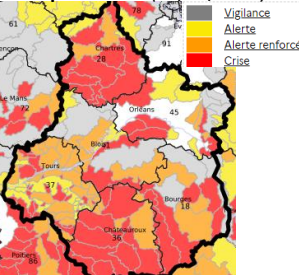 61
78
Vigilance
Alerte
Alerte renforcé
Crise
Chartres
28
91
Le Mans
72
Orléans
45
Blois
Tours
37
Bourges
18
Châteauroux
36
Poitiers
86